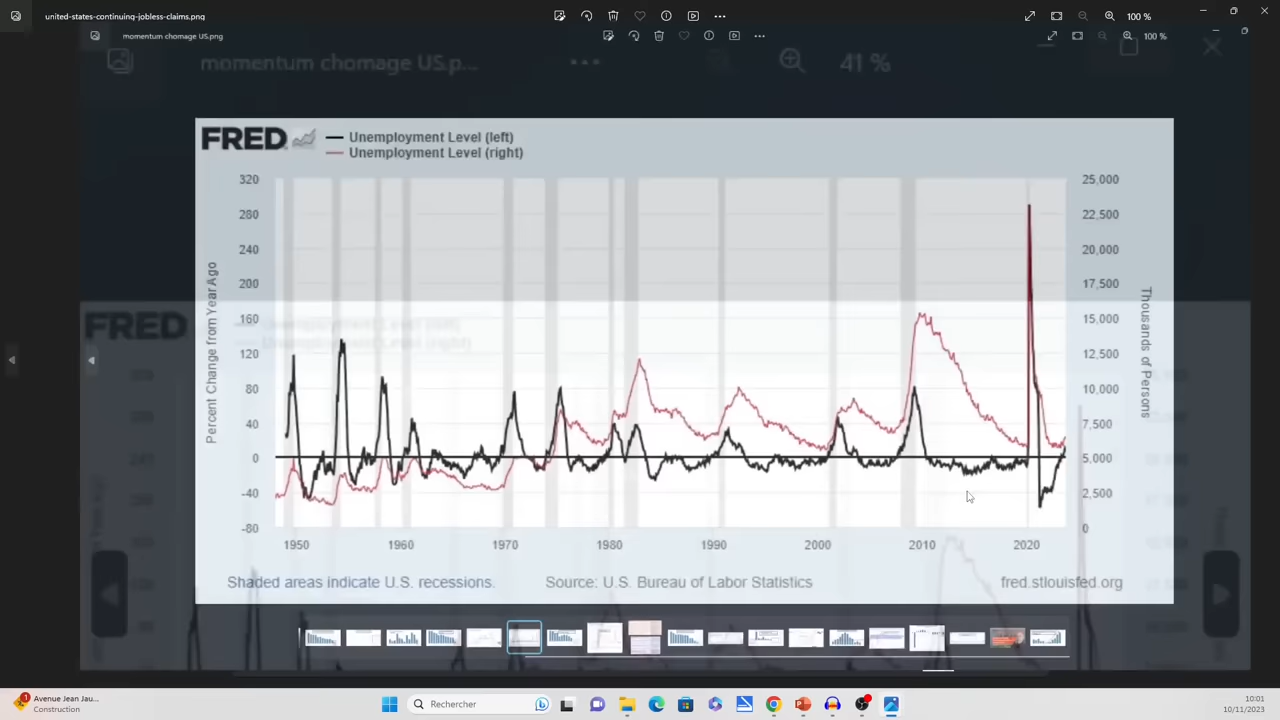 united-states-continuing-jobless-claims.png
100 %
momentum chomage US.png
100 %
momentum chomage US.p...
41 %
FRED
Unemployment Level (left)
Unemployment Level (right)
FRED
320
280
240
200
160
120
80
40
0
-40
-80
Percent Change from Year Ago
25,000
22,500
20,000
17,500
15,000
12,500
10,000
7,500
5,000
2,500
0
Thousands of Persons
1950 1960 1970 1980 1990 2000 2010 2020
Shaded areas indicate U.S. recessions. Source: U.S. Bureau of Labor Statistics fred.stlouisfed.org
Avenue Jean Jau...
Construction
1
Rechercher
10:01
10/11/2023